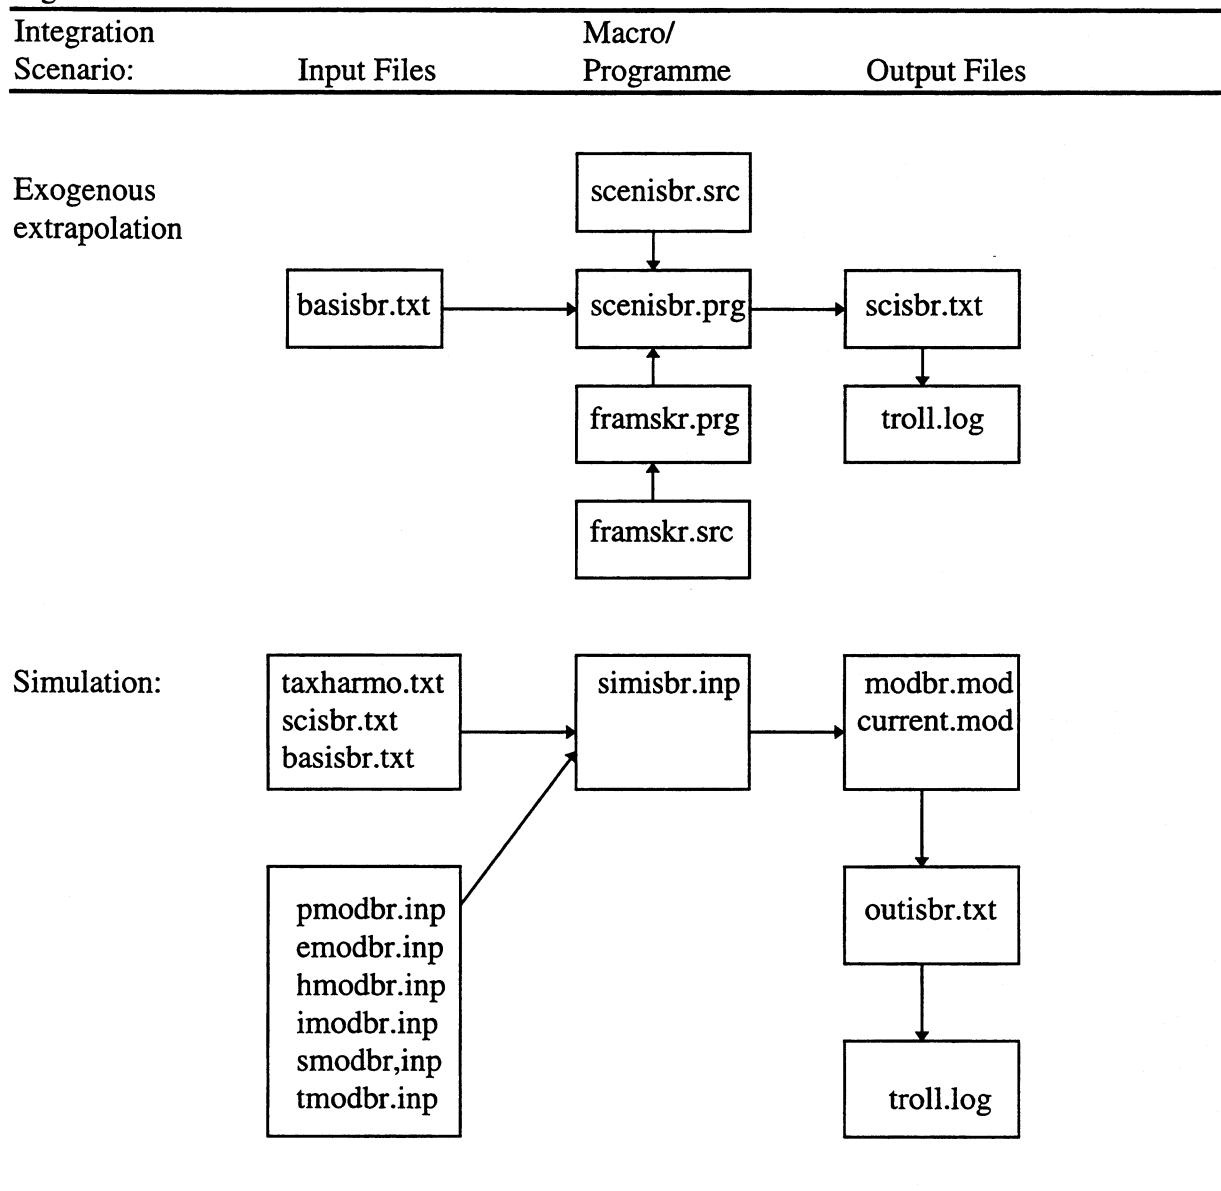 Integration
Scenario:
Input Files
Macro/
Programme
Output Files
Exogenous
extrapolation
scenisbr.src
basisbr.txt
scenisbr.prg
scisbr.txt
framskr.prg
troll.log
framskr.src
Simulation:
taxharmo.txt
scisbr.txt
basisbr.txt
simisbr.inp
modbr.mod
current.mod
pmodbr.inp
emodbr.inp
hmodbr.inp
imodbr.inp
smodbr,inp
tmodbr.inp
outisbr.txt
troll.log